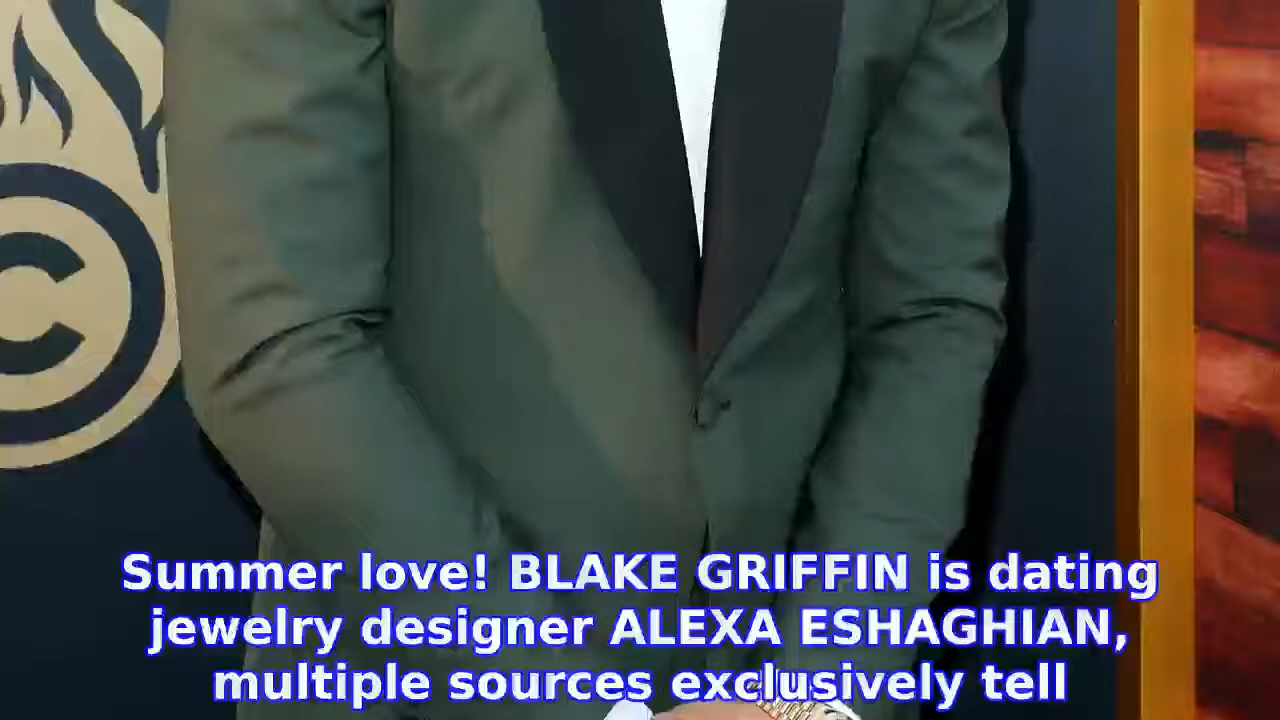 C
Summer love! BLAKE GRIFFIN is dating
jewelry designer ALEXA ESHAGHIAN,
multiple sources exclusively tell